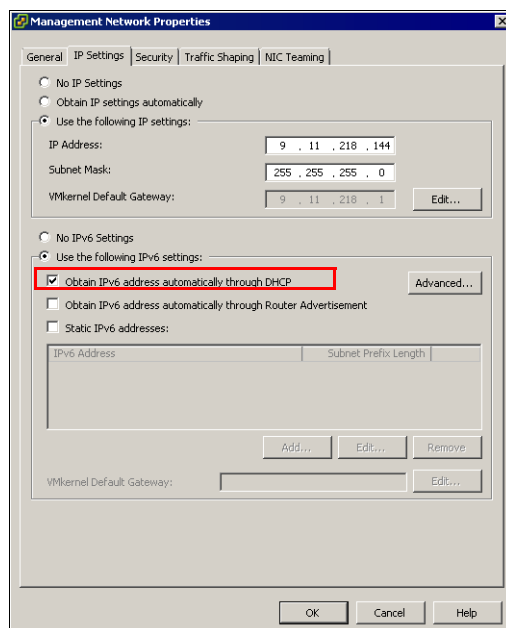 Management Network Properties
General IP Settings Security Traffic Shaping NIC Teaming
No IP Settings
Obtain IP settings automatically
Use the following IP settings:
IP Address: 9 . 11 . 218 . 144
Subnet Mask: 255 . 255 . 255 . 0
VMkernel Default Gateway: 9 . 11 . 218 . 1 Edit...
No IPv6 Settings
Use the following IPv6 settings:
Obtain IPv6 address automatically through DHCP Advanced...
Obtain IPv6 address automatically through Router Advertisement
Static IPv6 addresses:
IPv6 Address Subnet Prefix Length
Add... Edit... Remove
VMkernel Default Gateway: Edit...
OK Cancel Help